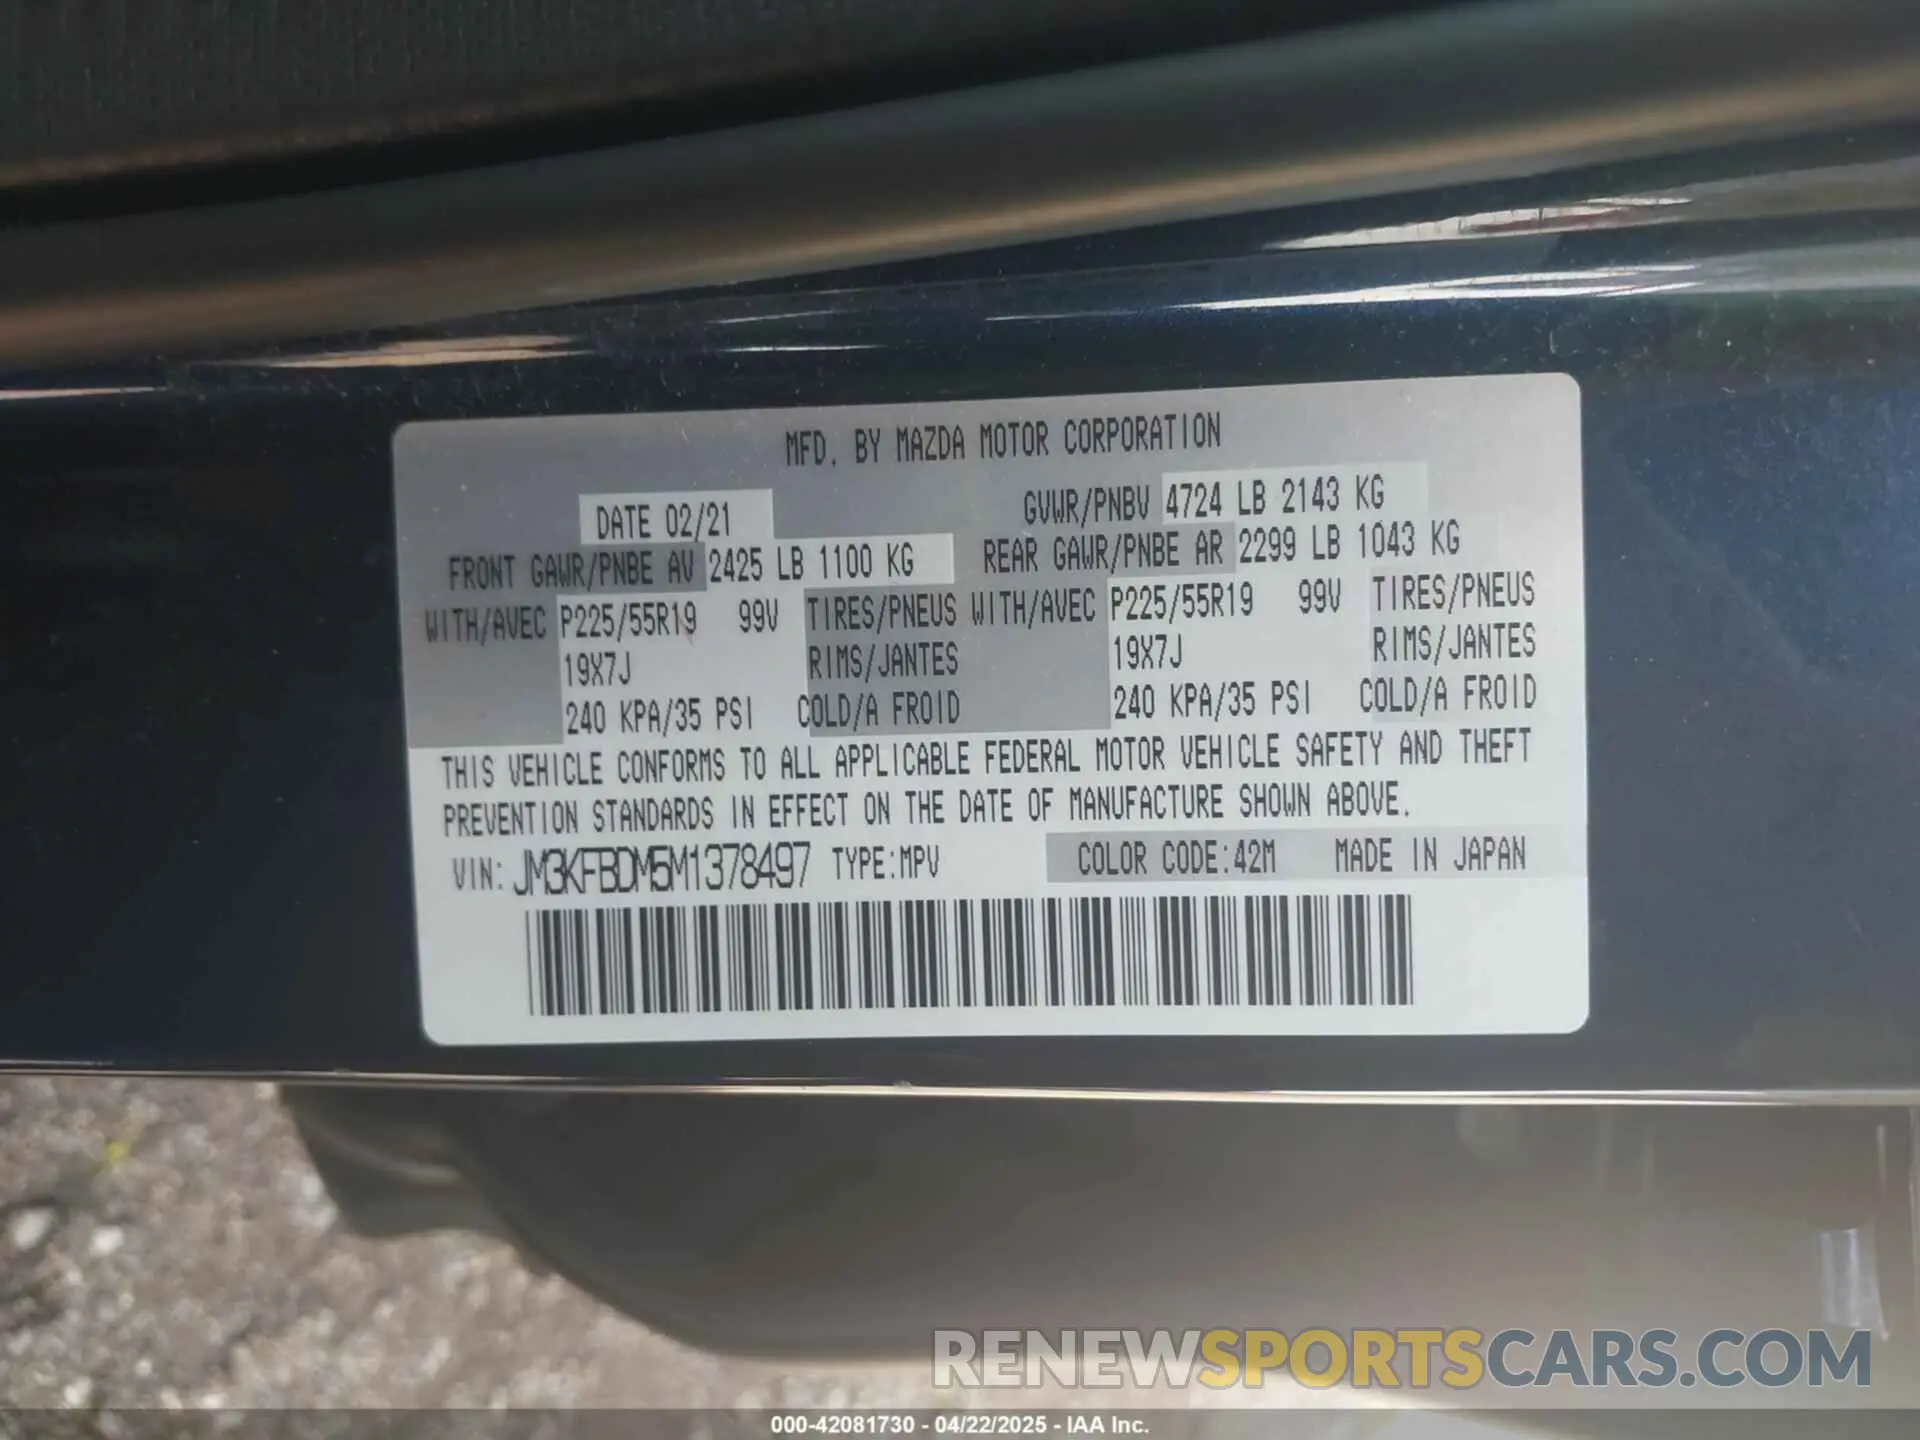 MFD. BY MAZDA MOTOR CORPORATION
DATE 02/21 GVWR/PNBV 4724 LB 2143 KG
FRONT GAWR/PNBE AV 2425 LB 1100 KG REAR GAWR/PNBE AR 2299 LB 1043 KG
WITH/AVEC P225/55R19 99V TIRES/PNEUS WITH/AVEC P225/55R19 99V TIRES/PNEUS
19X7J RIMS/JANTES 19X7J RIMS/JANTES
240 KPA/35 PSI COLD/A FROID 240 KPA/35 PSI COLD/A FROID
THIS VEHICLE CONFORMS TO ALL APPLICABLE FEDERAL MOTOR VEHICLE SAFETY AND THEFT
PREVENTION STANDARDS IN EFFECT ON THE DATE OF MANUFACTURE SHOWN ABOVE.
VIN: JM3KFBDM5M1378497 TYPE:MPV COLOR CODE:42M MADE IN JAPAN
RENEWSPORTSCARS.COM
000-42081730 - 04/22/2025 - IAA Inc.